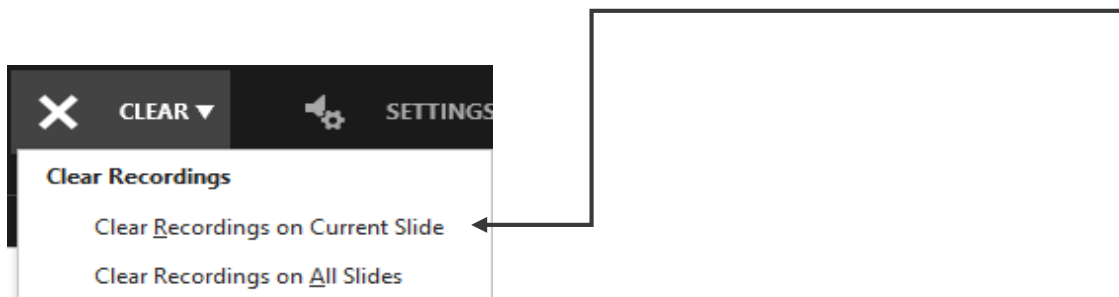 CLEAR ▼ SETTINGS
Clear Recordings
Clear Recordings on Current Slide
Clear Recordings on All Slides